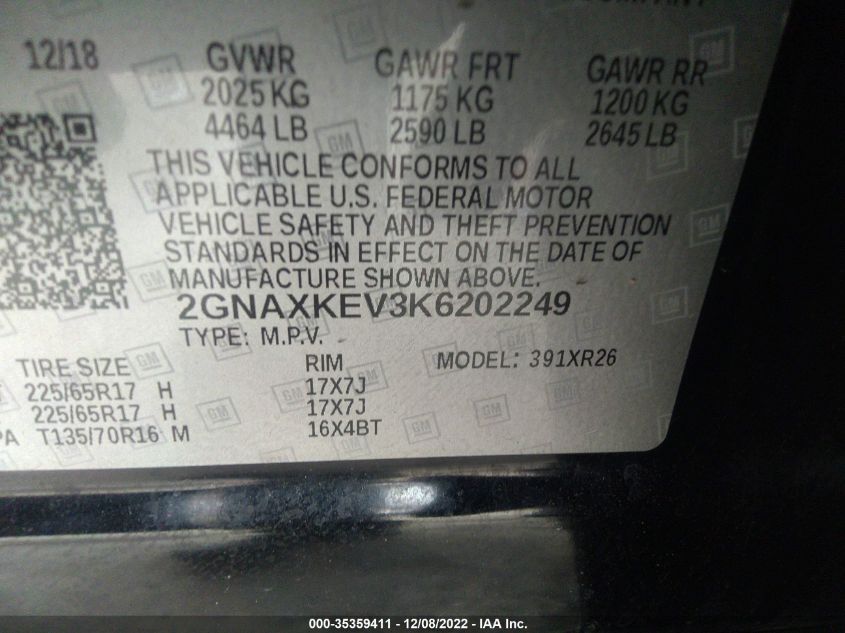 COMPANY
12/18 GVWR GAWR FRT GAWR RR
2025 KG 1175 KG 1200 KG
4464 LB 2590 LB 2645 LB
THIS VEHICLE CONFORMS TO ALL
APPLICABLE U.S. FEDERAL MOTOR
VEHICLE SAFETY AND THEFT PREVENTION
STANDARDS IN EFFECT ON THE DATE OF
MANUFACTURE SHOWN ABOVE.
2GNAXKEV3K6202249
TYPE: M.P.V.
TIRE SIZE RIM MODEL: 391XR26
225/65R17 H 17X7J
225/65R17 H 17X7J
PA T135/70R16 M 16X4BT
000-35359411 - 12/08/2022 - IAA Inc.